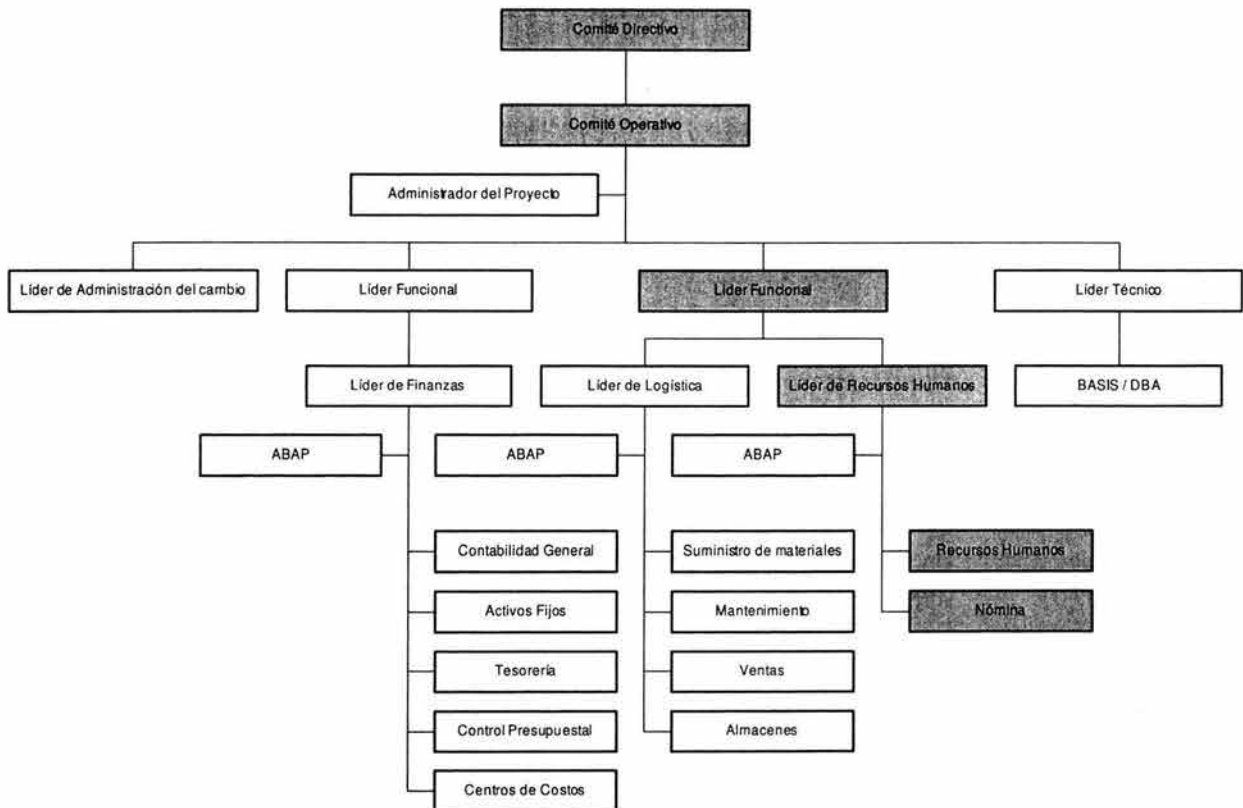 Comité Directivo
Comité Operativo
Administrador del Proyecto
Líder de Administración del cambio
Líder Funcional
Líder Funcional
Líder Técnico
Líder de Finanzas
Líder de Logística
Líder de Recursos Humanos
BASIS / DBA
ABAP
ABAP
ABAP
Contabilidad General
Suministro de materiales
Recursos Humanos
Activos Fijos
Mantenimiento
Nómina
Tesorería
Ventas
Control Presupuestal
Almacenes
Centros de Costos